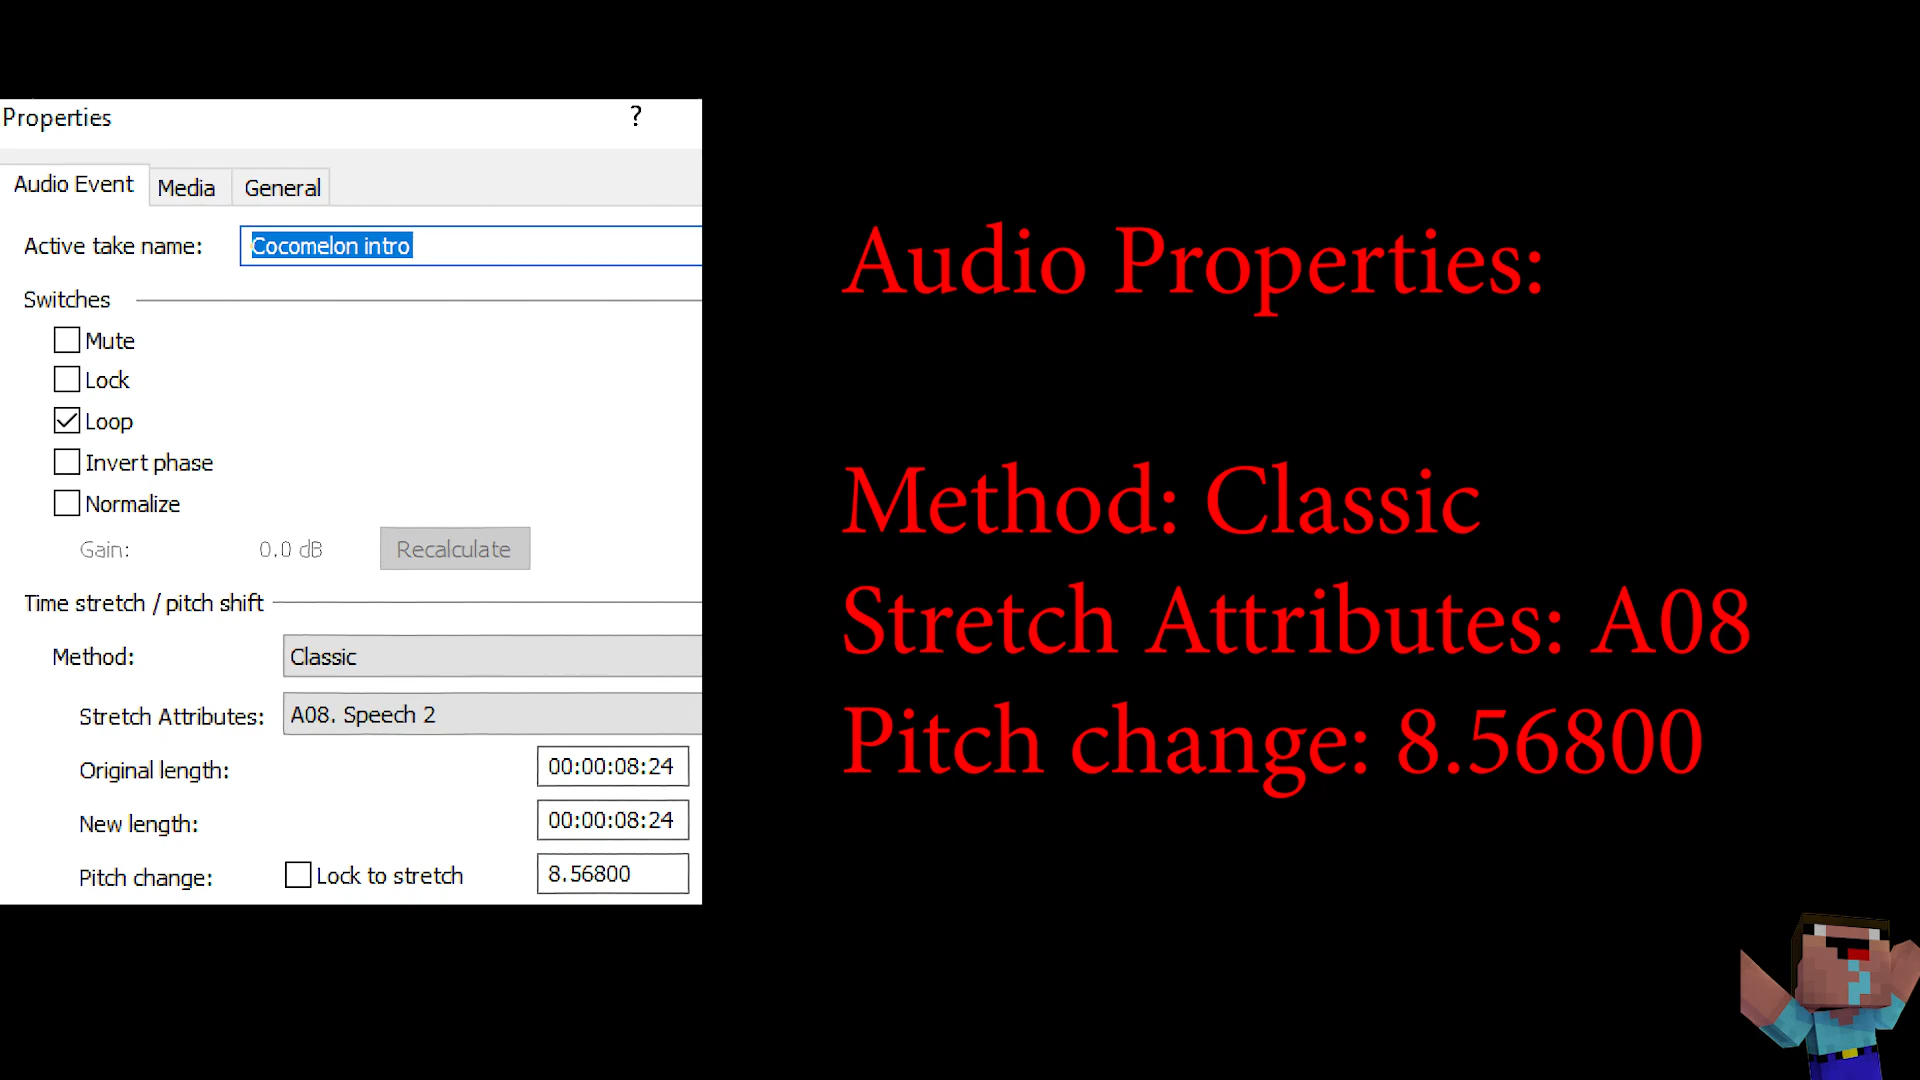 Properties ?
Audio Event Media General
Active take name: Cocomelon intro
Switches
Mute
Lock
Loop
Invert phase
Normalize
Gain: 0.0 dB Recalculate
Time stretch / pitch shift
Method: Classic
Stretch Attributes: A08. Speech 2
Original length: 00:00:08:24
New length: 00:00:08:24
Pitch change: Lock to stretch 8.56800
Audio Properties:
Method: Classic
Stretch Attributes: A08
Pitch change: 8.56800